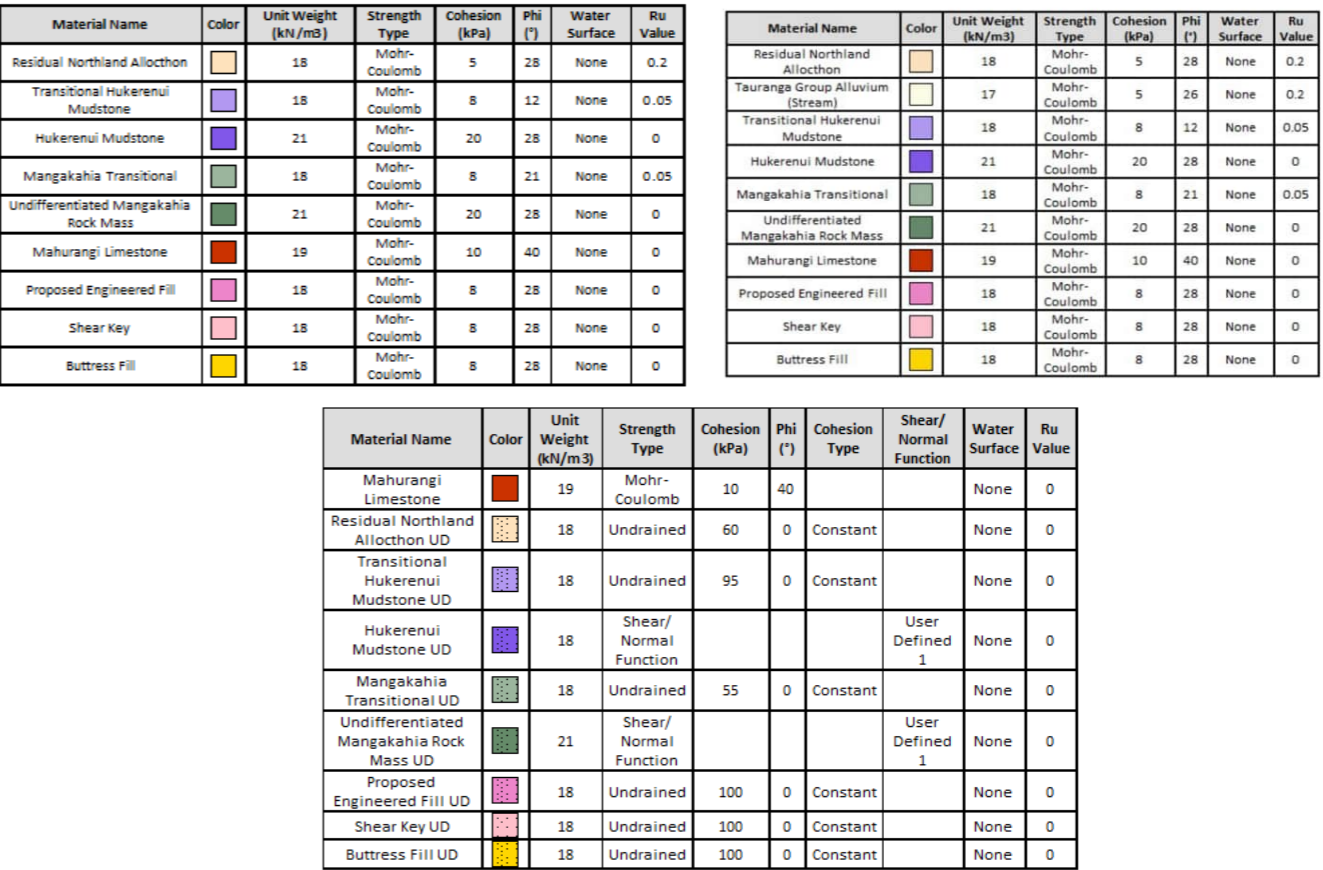 Material Name Color Unit Weight (kN/m3) Strength Type Cohesion (kPa) Phi (°) Water Surface Ru Value
Residual Northland Allocthon 18 Mohr-Coulomb 5 28 None 0.2
Transitional Hukerenui Mudstone 18 Mohr-Coulomb 8 12 None 0.05
Hukerenui Mudstone 21 Mohr-Coulomb 20 28 None 0
Mangakahia Transitional 18 Mohr-Coulomb 8 21 None 0.05
Undifferentiated Mangakahia Rock Mass 21 Mohr-Coulomb 20 28 None 0
Mahurangi Limestone 19 Mohr-Coulomb 10 40 None 0
Proposed Engineered Fill 18 Mohr-Coulomb 8 28 None 0
Shear Key 18 Mohr-Coulomb 8 28 None 0
Buttress Fill 18 Mohr-Coulomb 8 28 None 0
Material Name Color Unit Weight (kN/m3) Strength Type Cohesion (kPa) Phi (°) Water Surface Ru Value
Residual Northland Allocthon 18 Mohr-Coulomb 5 28 None 0.2
Tauranga Group Alluvium (Stream) 17 Mohr-Coulomb 5 26 None 0.2
Transitional Hukerenui Mudstone 18 Mohr-Coulomb 8 12 None 0.05
Hukerenui Mudstone 21 Mohr-Coulomb 20 28 None 0
Mangakahia Transitional 18 Mohr-Coulomb 8 21 None 0.05
Undifferentiated Mangakahia Rock Mass 21 Mohr-Coulomb 20 28 None 0
Mahurangi Limestone 19 Mohr-Coulomb 10 40 None 0
Proposed Engineered Fill 18 Mohr-Coulomb 8 28 None 0
Shear Key 18 Mohr-Coulomb 8 28 None 0
Buttress Fill 18 Mohr-Coulomb 8 28 None 0
Material Name Color Unit Weight (kN/m3) Strength Type Cohesion (kPa) Phi (°) Cohesion Type Shear/ Normal Function Water Surface Ru Value
Mahurangi Limestone 19 Mohr-Coulomb 10 40 None 0
Residual Northland Allocthon UD 18 Undrained 60 0 Constant None 0
Transitional Hukerenui Mudstone UD 18 Undrained 95 0 Constant None 0
Hukerenui Mudstone UD 18 Shear/ Normal Function User Defined 1 None 0
Mangakahia Transitional UD 18 Undrained 55 0 Constant None 0
Undifferentiated Mangakahia Rock Mass UD 21 Shear/ Normal Function User Defined 1 None 0
Proposed Engineered Fill UD 18 Undrained 100 0 Constant None 0
Shear Key UD 18 Undrained 100 0 Constant None 0
Buttress Fill UD 18 Undrained 100 0 Constant None 0